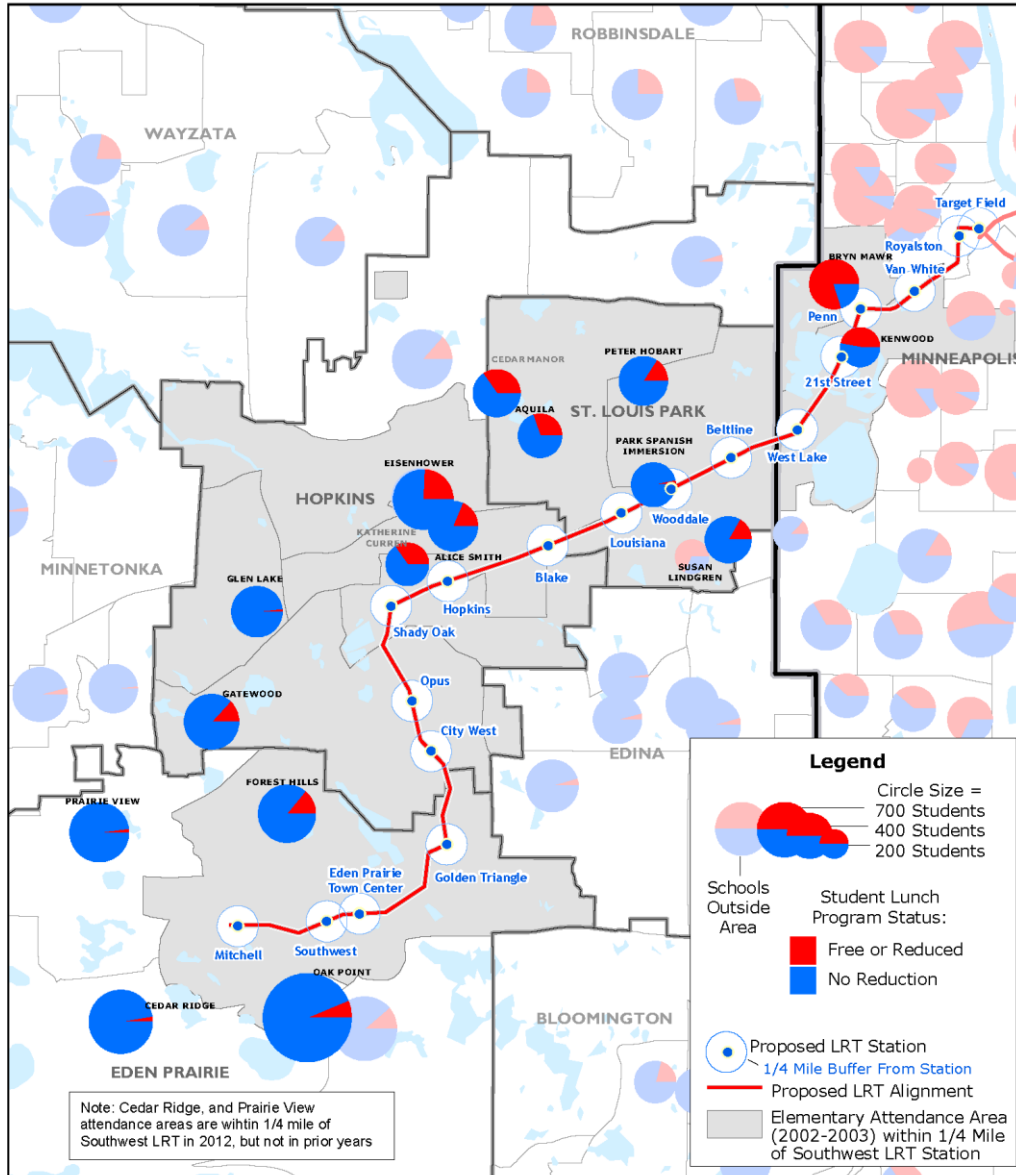 ROBBINSDALE
WAYZATA
Target Field
Royalston
BRYN MAWR
Van White
Penn
KENWOOD
MINNEAPOLIS
21st Street
CEDAR MANOR
PETER HOBART
AQUILA
ST. LOUIS PARK
Beltline
West Lake
PARK SPANISH
IMMERSION
EISENHOWER
HOPKINS
Wooddale
Louisiana
KATHERINE
CURREN
ALICE SMITH
Blake
SUSAN
LINDGREN
MINNETONKA
GLEN LAKE
Hopkins
Shady Oak
Opus
GATEWOOD
City West
EDINA
FOREST HILLS
PRAIRIE VIEW
Golden Triangle
Eden Prairie
Town Center
Mitchell
Southwest
OAK POINT
CEDAR RIDGE
BLOOMINGTON
EDEN PRAIRIE
Note: Cedar Ridge, and Prairie View
attendance areas are whtin 1/4 mile of
Southwest LRT in 2012, but not in prior years
Legend
Circle Size =
700 Students
400 Students
200 Students
Schools
Outside
Area
Student Lunch
Program Status:
Free or Reduced
No Reduction
Proposed LRT Station
1/4 Mile Buffer From Station
Proposed LRT Alignment
Elementary Attendance Area
(2002-2003) within 1/4 Mile
of Southwest LRT Station